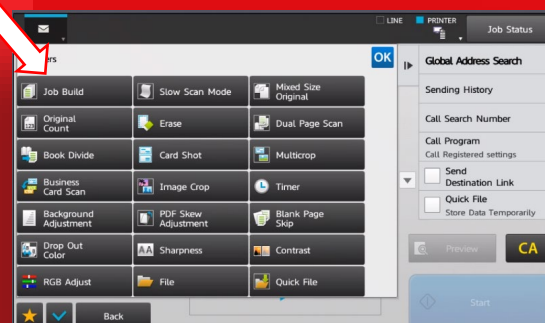 LINE
PRINTER
Job Status
ers
OK
Job Build
Slow Scan Mode
Mixed Size
Original
Original
Count
Erase
Dual Page Scan
Book Divide
Card Shot
Multicrop
Business
Card Scan
Image Crop
Timer
Background
Adjustment
PDF Skew
Adjustment
Blank Page
Skip
Drop Out
Color
AA
Sharpness
Contrast
RGB Adjust
File
Quick File
Back
Global Address Search
Sending History
Call Search Number
Call Program
Call Registered settings
Send
Destination Link
Quick File
Store Data Temporarily
Preview
CA
Start